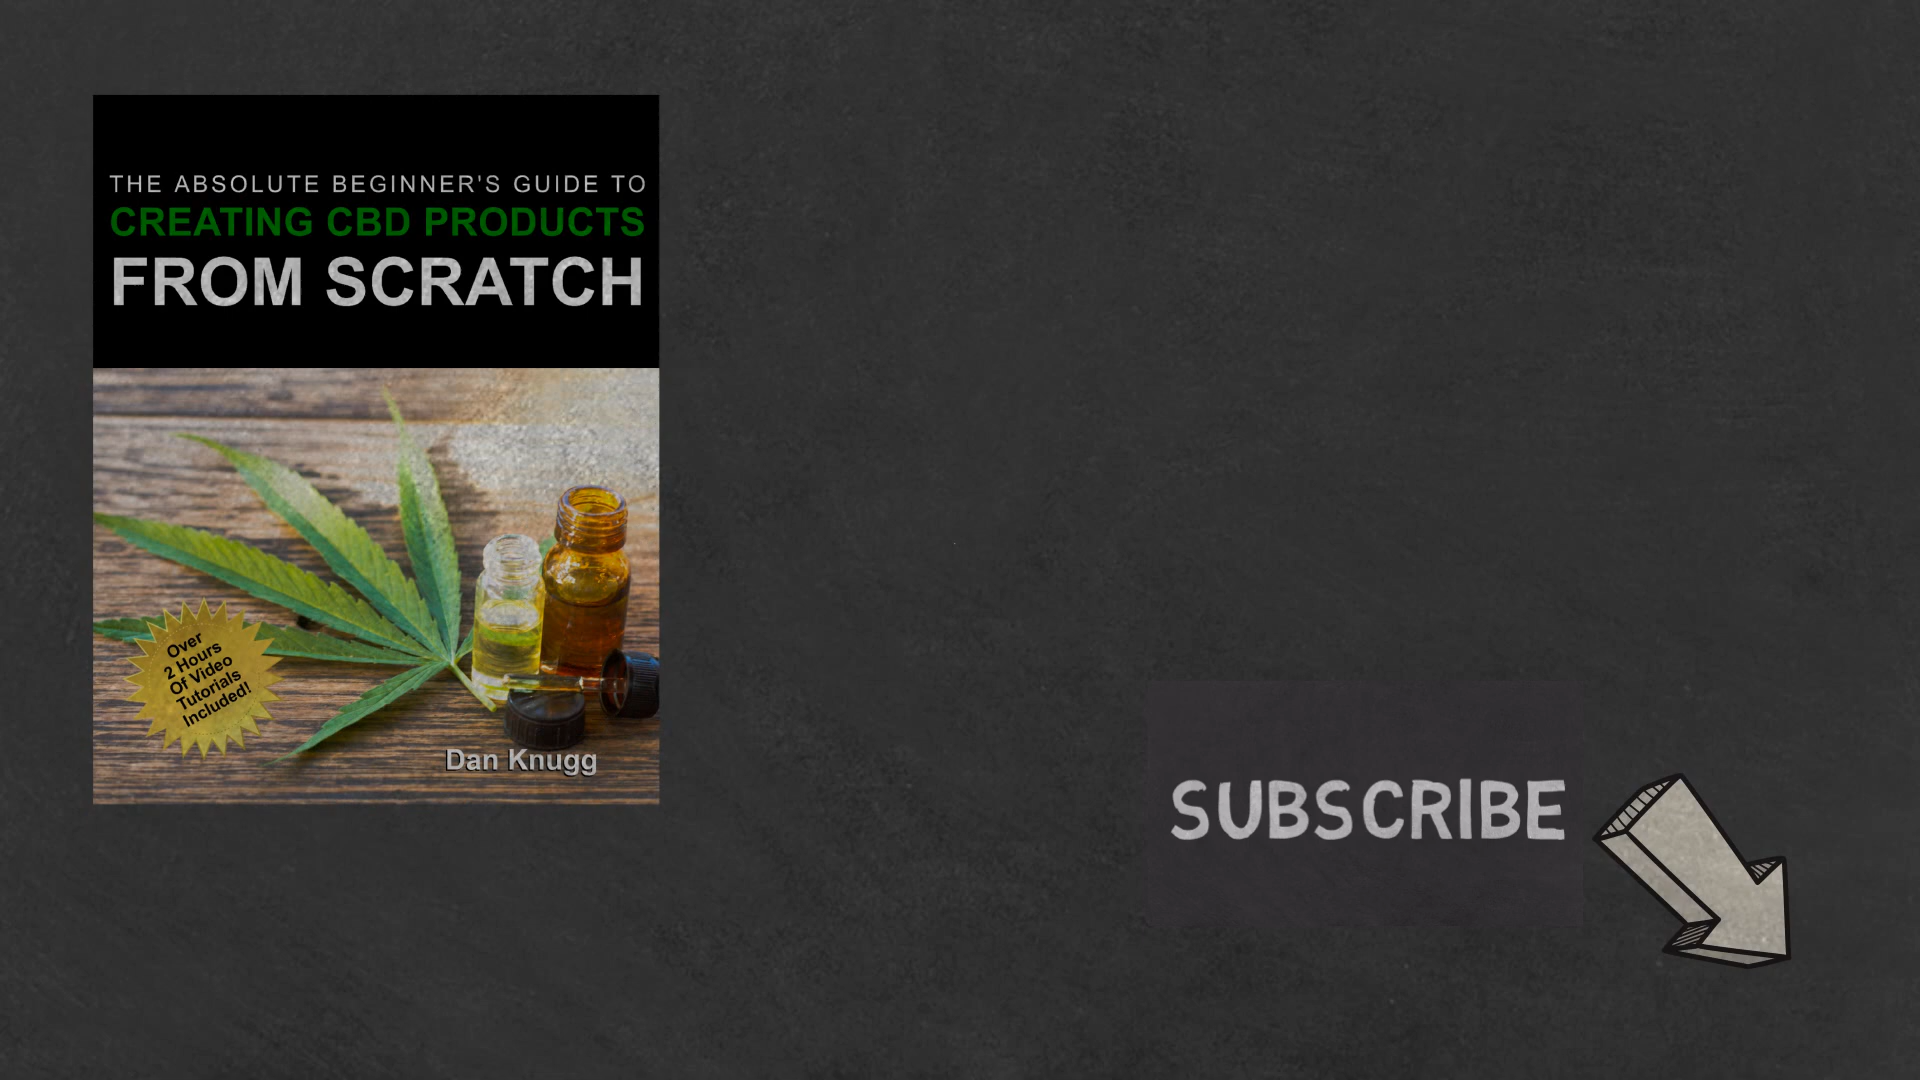 THE ABSOLUTE BEGINNER'S GUIDE TO
CREATING CBD PRODUCTS
FROM SCRATCH
Over
2 Hours
Of Video
Tutorials
Included!
Dan Knugg
SUBSCRIBE